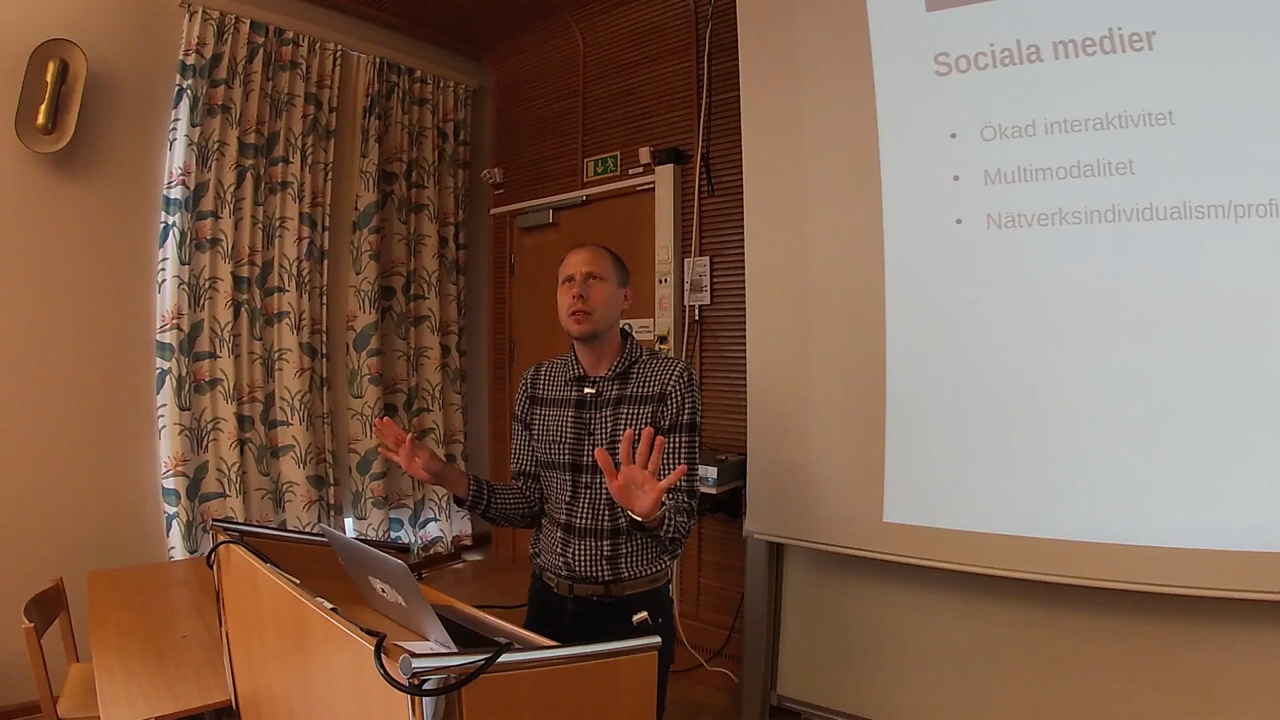 Sociala medier
• Ökad interaktivitet
• Multimodalitet
• Nätverksindividualism/profi